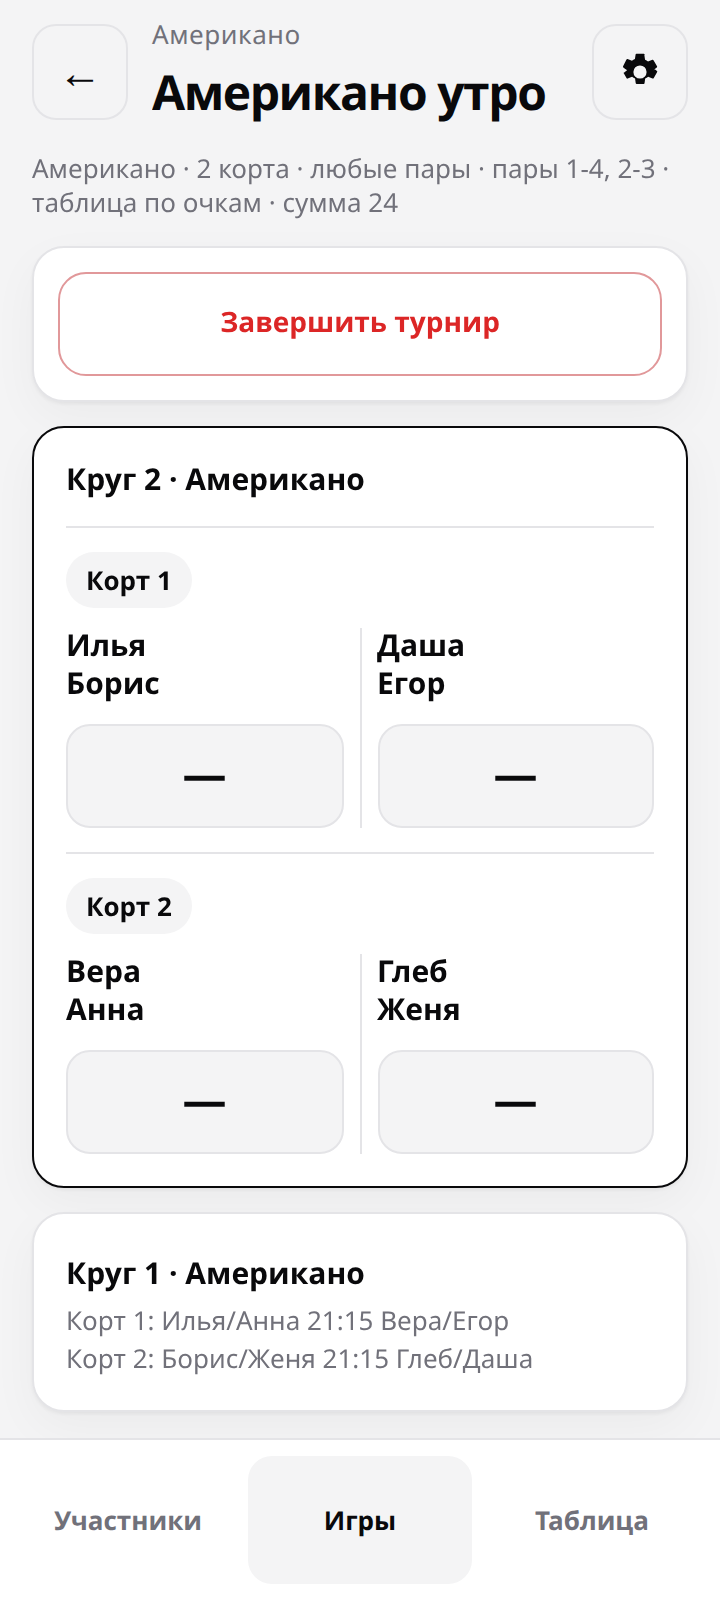 ←
Американо
Американо утро
Американо · 2 корта · любые пары · пары 1-4, 2-3 ·
таблица по очкам · сумма 24
Завершить турнир
Круг 2 · Американо
Корт 1
Илья
Борис
Даша
Егор
—
—
Корт 2
Вера
Анна
Глеб
Женя
—
—
Круг 1 · Американо
Корт 1: Илья/Анна 21:15 Вера/Егор
Корт 2: Борис/Женя 21:15 Глеб/Даша
Участники
Игры
Таблица